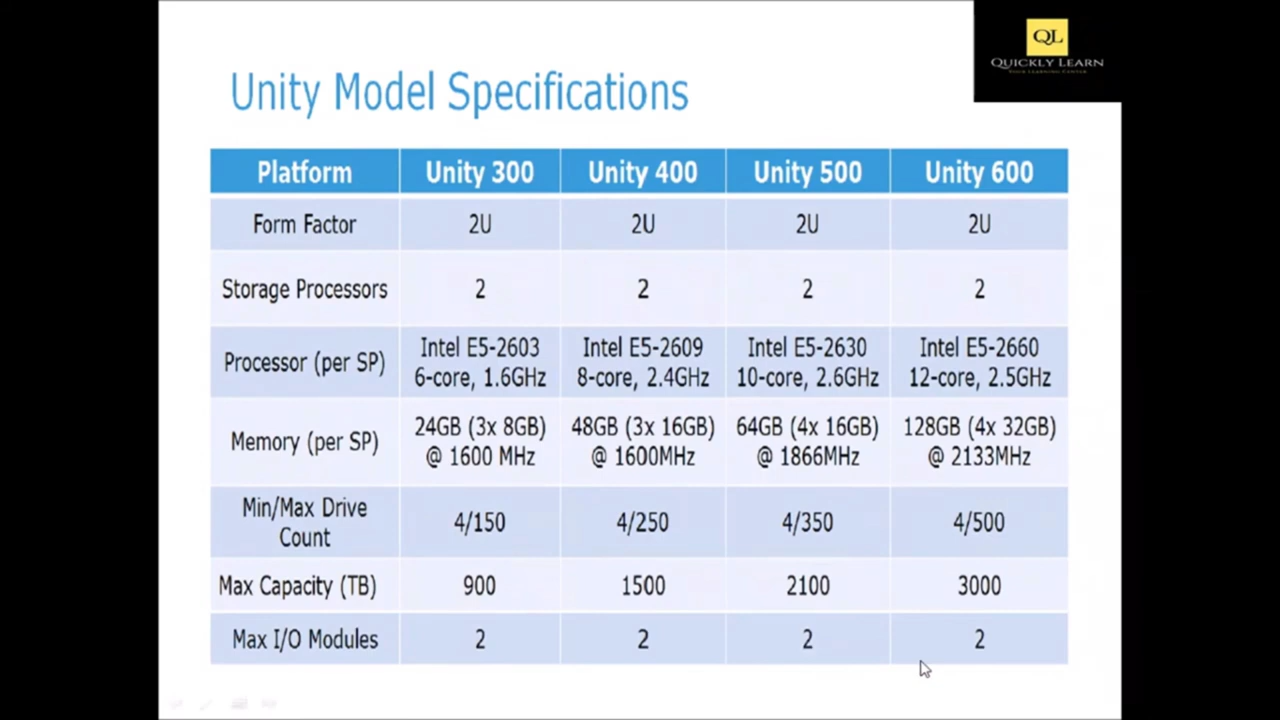 QL
QUICKLY LEARN
YOUR LEARNING CENTER
Unity Model Specifications
Platform Unity 300 Unity 400 Unity 500 Unity 600
Form Factor 2U 2U 2U 2U
Storage Processors 2 2 2 2
Processor (per SP) Intel E5-2603 6-core, 1.6GHz Intel E5-2609 8-core, 2.4GHz Intel E5-2630 10-core, 2.6GHz Intel E5-2660 12-core, 2.5GHz
Memory (per SP) 24GB (3x 8GB) @ 1600 MHz 48GB (3x 16GB) @ 1600MHz 64GB (4x 16GB) @ 1866MHz 128GB (4x 32GB) @ 2133MHz
Min/Max Drive Count 4/150 4/250 4/350 4/500
Max Capacity (TB) 900 1500 2100 3000
Max I/O Modules 2 2 2 2